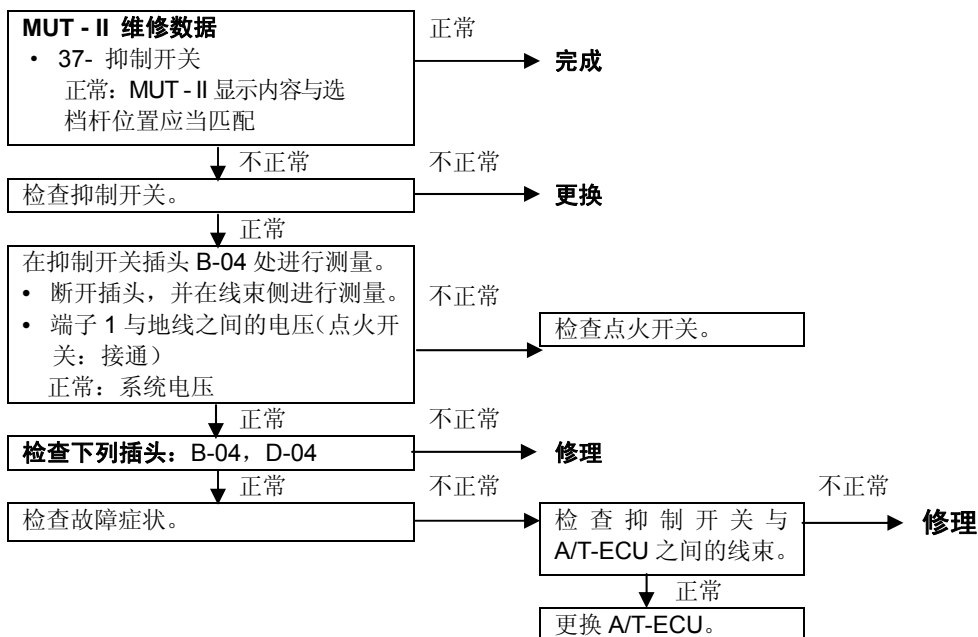 MUT - II 维修数据
正常
• 37- 抑制开关
完成
正常：MUT - II 显示内容与选
档杆位置应当匹配
不正常
不正常
检查抑制开关。
更换
正常
在抑制开关插头 B-04 处进行测量。
• 断开插头，并在线束侧进行测量。
不正常
• 端子 1 与地线之间的电压（点火开
检查点火开关。
关：接通）
正常：系统电压
正常
不正常
检查下列插头：B-04，D-04
修理
正常
不正常
不正常
检查故障症状。
检查抑制开关与
修理
A/T-ECU 之间的线束。
正常
更换 A/T-ECU。